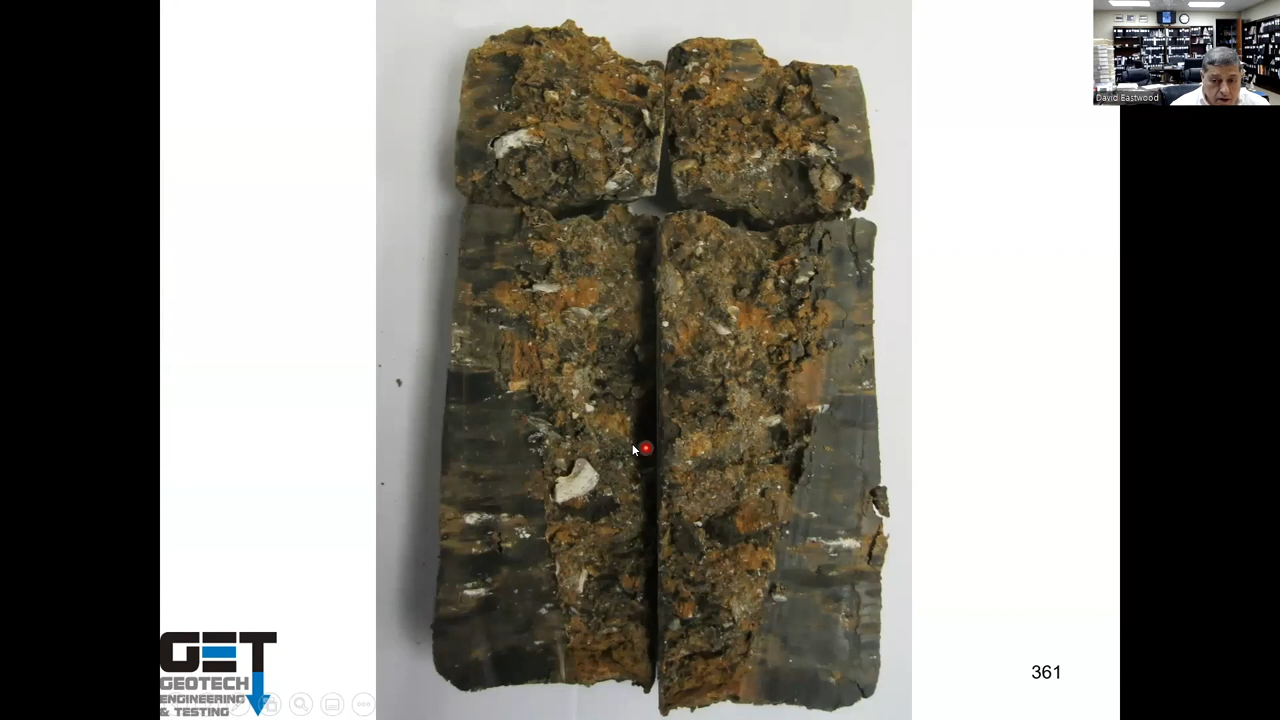 David Eastwood
GET
GEOTECH
ENGINEERING
& TESTING
361